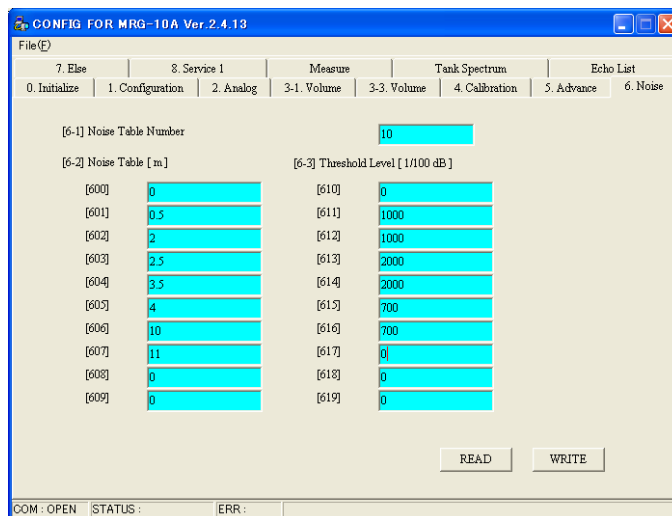 CONFIG FOR MRG-10A Ver.2.4.13
File(F)
7. Else 8. Service 1 Measure Tank Spectrum Echo List
0. Initialize 1. Configuration 2. Analog 3-1. Volume 3-3. Volume 4. Calibration 5. Advance 6. Noise
[6-1] Noise Table Number 10
[6-2] Noise Table [ m ] [6-3] Threshold Level [ 1/100 dB ]
[600] 0 [610] 0
[601] 0.5 [611] 1000
[602] 2 [612] 1000
[603] 2.5 [613] 2000
[604] 3.5 [614] 2000
[605] 4 [615] 700
[606] 10 [616] 700
[607] 11 [617] 0
[608] 0 [618] 0
[609] 0 [619] 0
READ WRITE
COM : OPEN STATUS : ERR :